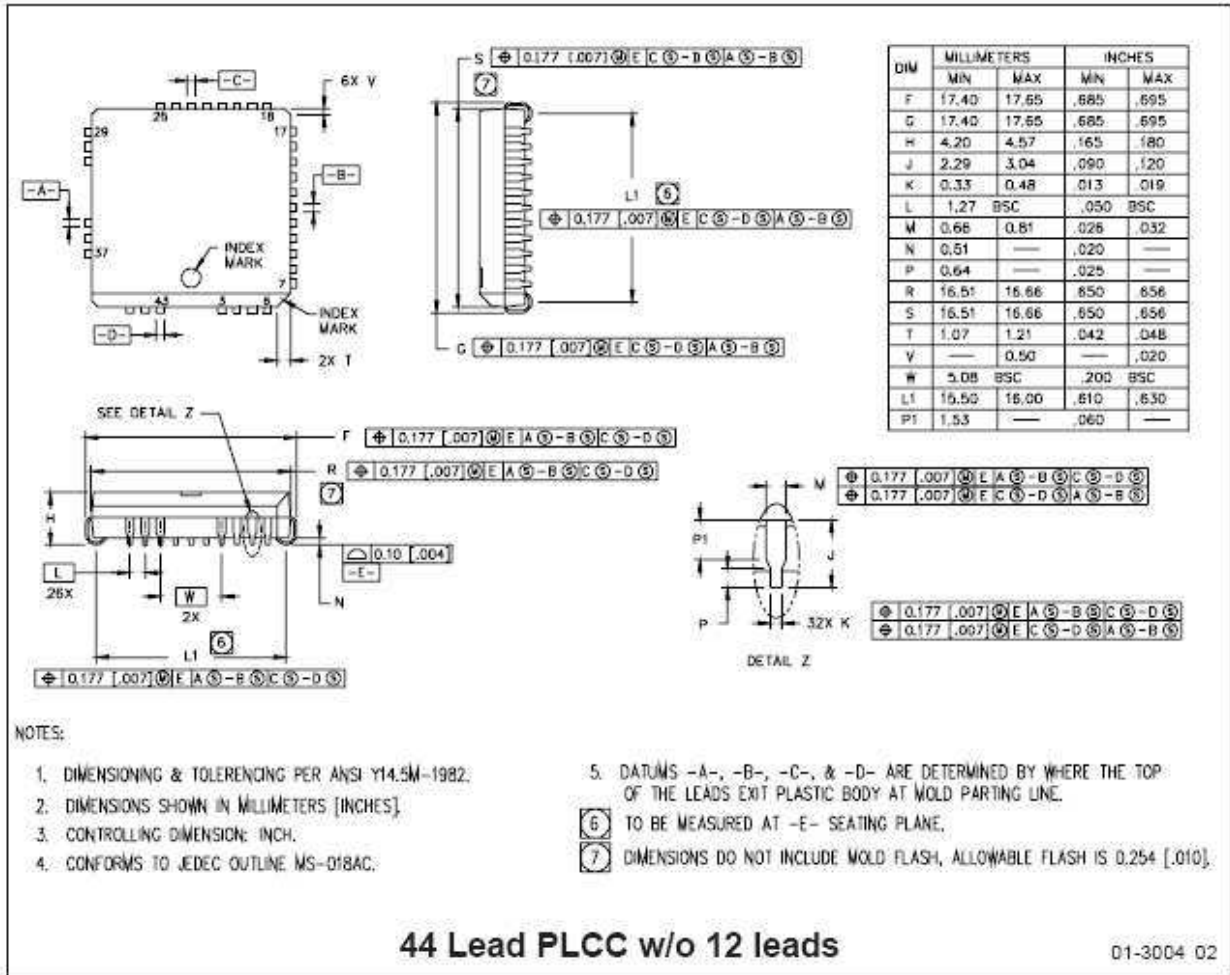 -C-
6X V
25
18
29
17
-A-
-B-
37
INDEX
MARK
7
43
3
6
INDEX
MARK
-D-
2X T
S ⌖ 0.177 [.007] Ⓜ E C Ⓢ-D Ⓢ A Ⓢ-B Ⓢ
7
L1 6
⌖ 0.177 [.007] Ⓜ E C Ⓢ-D Ⓢ A Ⓢ-B Ⓢ
G ⌖ 0.177 [.007] Ⓜ E C Ⓢ-D Ⓢ A Ⓢ-B Ⓢ
DIM MILLIMETERS INCHES
MIN MAX MIN MAX
F 17.40 17.65 .685 .695
G 17.40 17.65 .685 .695
H 4.20 4.57 .165 .180
J 2.29 3.04 .090 .120
K 0.33 0.48 .013 .019
L 1.27 BSC .050 BSC
M 0.66 0.81 .026 .032
N 0.51 — .020 —
P 0.64 — .025 —
R 16.51 16.66 .650 .656
S 16.51 16.66 .650 .656
T 1.07 1.21 .042 .048
V — 0.50 — .020
W 5.08 BSC .200 BSC
L1 15.50 16.00 .610 .630
P1 1.53 — .060 —
SEE DETAIL Z
F ⌖ 0.177 [.007] Ⓜ E A Ⓢ-B Ⓢ C Ⓢ-D Ⓢ
R ⌖ 0.177 [.007] Ⓜ E A Ⓢ-B Ⓢ C Ⓢ-D Ⓢ
7
H
⌓ 0.10 [.004]
-E-
L
26X
W
2X
N
L1 6
⌖ 0.177 [.007] Ⓜ E A Ⓢ-B Ⓢ C Ⓢ-D Ⓢ
M ⌖ 0.177 [.007] Ⓜ E A Ⓢ-B Ⓢ C Ⓢ-D Ⓢ
⌖ 0.177 [.007] Ⓜ E C Ⓢ-D Ⓢ A Ⓢ-B Ⓢ
P1
J
P
32X K
⌖ 0.177 [.007] Ⓜ E A Ⓢ-B Ⓢ C Ⓢ-D Ⓢ
⌖ 0.177 [.007] Ⓜ E C Ⓢ-D Ⓢ A Ⓢ-B Ⓢ
DETAIL Z
NOTES:
1. DIMENSIONING & TOLERENCING PER ANSI Y14.5M-1982.
2. DIMENSIONS SHOWN IN MILLIMETERS [INCHES].
3. CONTROLLING DIMENSION: INCH.
4. CONFORMS TO JEDEC OUTLINE MS-018AC.
5. DATUMS -A-, -B-, -C-, & -D- ARE DETERMINED BY WHERE THE TOP
OF THE LEADS EXIT PLASTIC BODY AT MOLD PARTING LINE.
6 TO BE MEASURED AT -E- SEATING PLANE.
7 DIMENSIONS DO NOT INCLUDE MOLD FLASH, ALLOWABLE FLASH IS 0.254 [.010].
44 Lead PLCC w/o 12 leads
01-3004 02